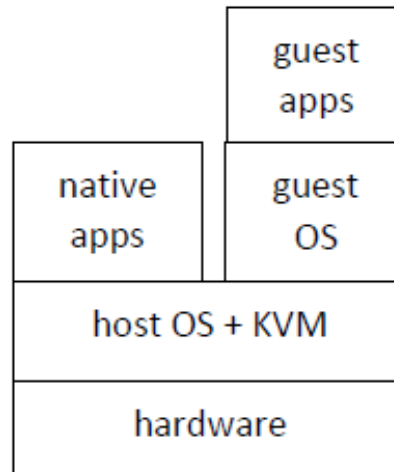 guest
apps
native
apps
guest
OS
host OS + KVM
hardware